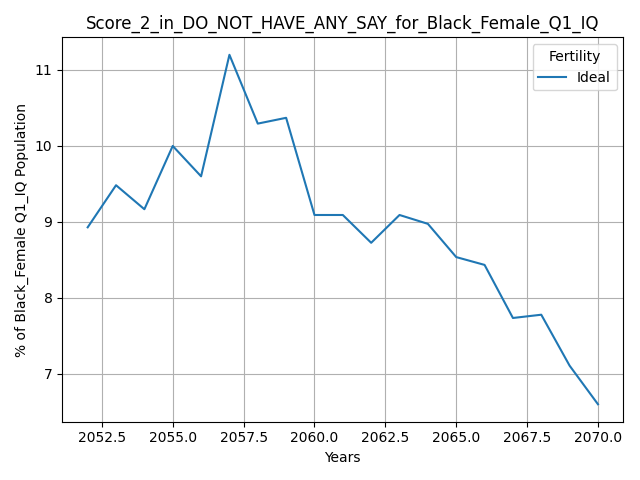 Score_2_in_DO_NOT_HAVE_ANY_SAY_for_Black_Female_Q1_IQ
Fertility
Ideal
% of Black_Female Q1_IQ Population
11
10
9
8
7
2052.5 2055.0 2057.5 2060.0 2062.5 2065.0 2067.5 2070.0
Years